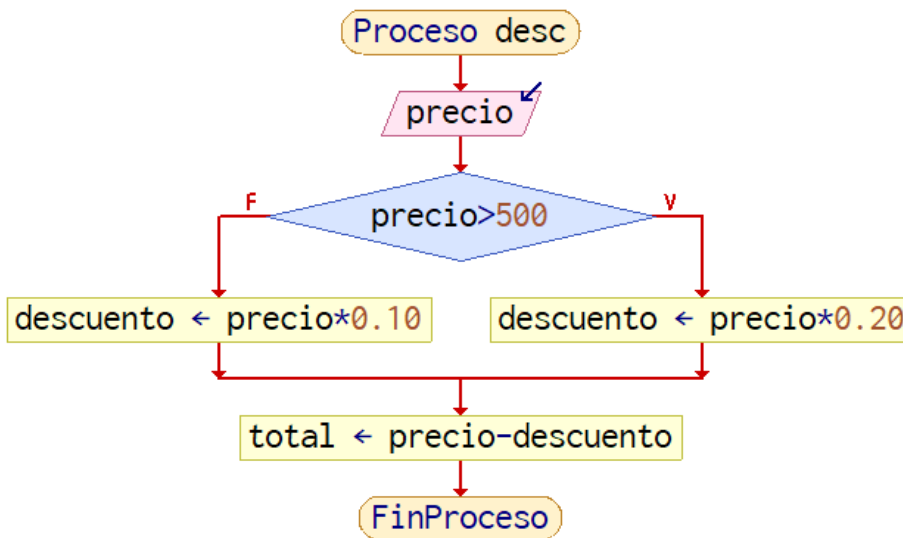 Proceso desc
precio
F
precio>500
V
descuento ← precio*0.10
descuento ← precio*0.20
total ← precio-descuento
FinProceso